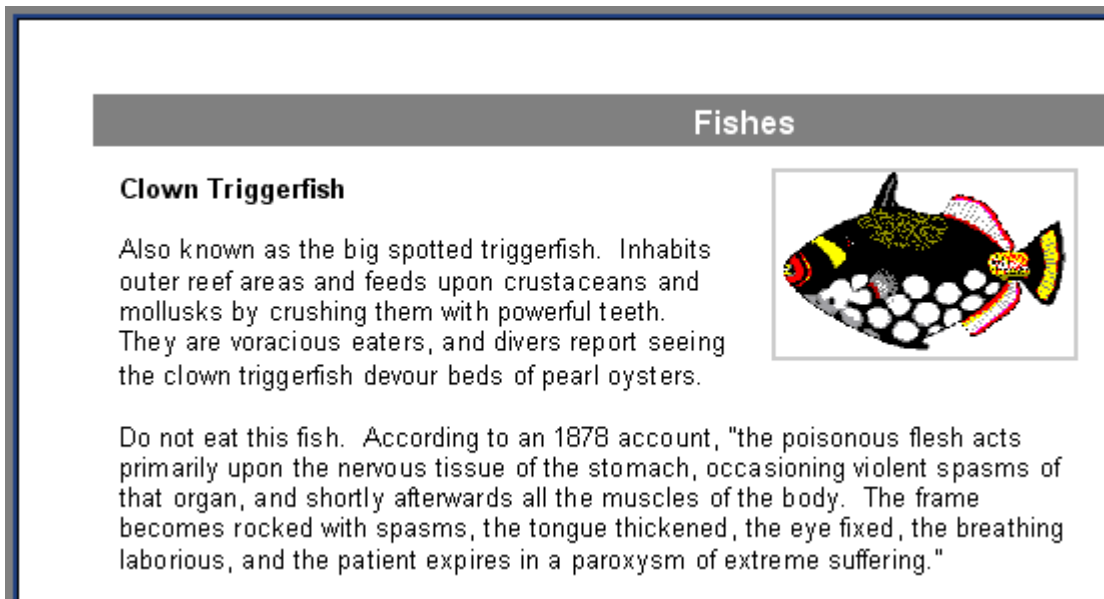 Fishes
Clown Triggerfish
Also known as the big spotted triggerfish.  Inhabits
outer reef areas and feeds upon crustaceans and
mollusks by crushing them with powerful teeth.
They are voracious eaters, and divers report seeing
the clown triggerfish devour beds of pearl oysters.
Do not eat this fish.  According to an 1878 account, "the poisonous flesh acts
primarily upon the nervous tissue of the stomach, occasioning violent spasms of
that organ, and shortly afterwards all the muscles of the body.  The frame
becomes rocked with spasms, the tongue thickened, the eye fixed, the breathing
laborious, and the patient expires in a paroxysm of extreme suffering."